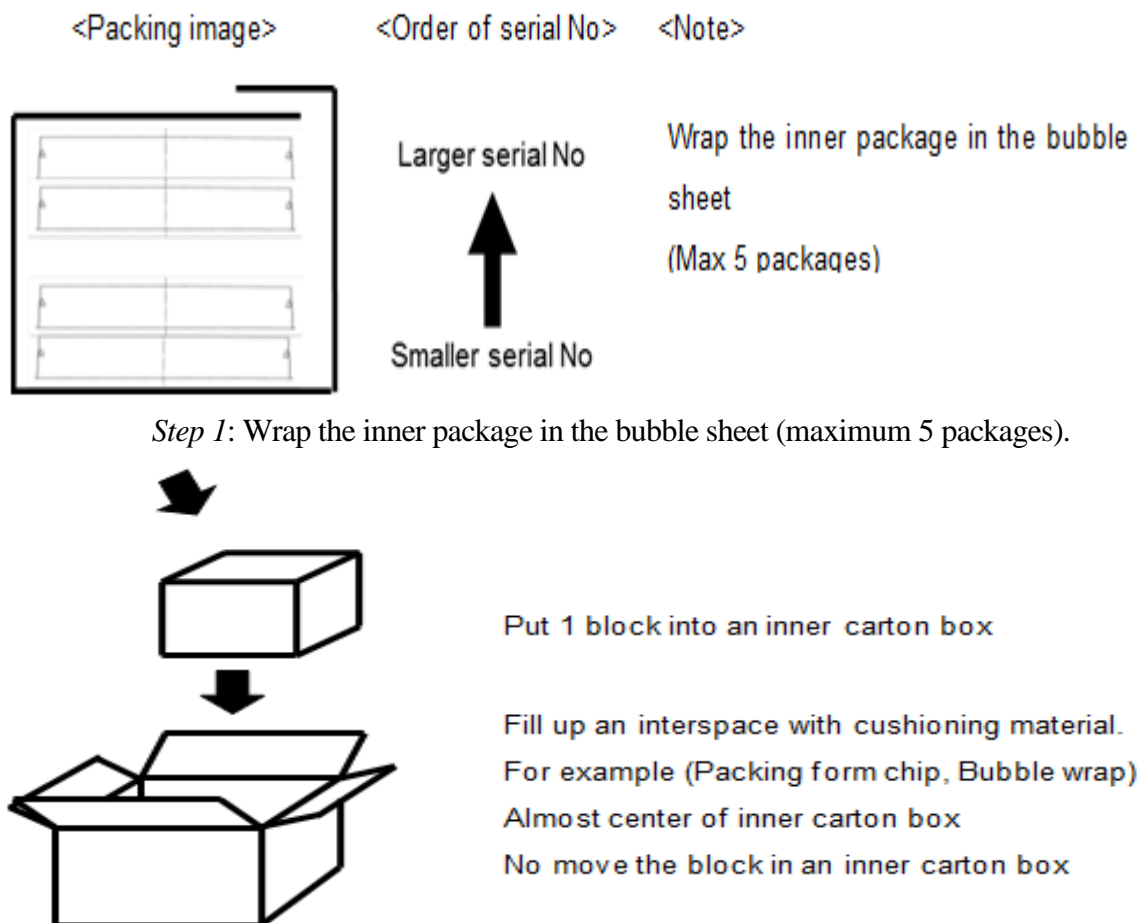 <Packing image> <Order of serial No> <Note>
Larger serial No
Smaller serial No
Wrap the inner package in the bubble
sheet
(Max 5 packages)
Step 1: Wrap the inner package in the bubble sheet (maximum 5 packages).
Put 1 block into an inner carton box
Fill up an interspace with cushioning material.
For example (Packing form chip, Bubble wrap)
Almost center of inner carton box
No move the block in an inner carton box